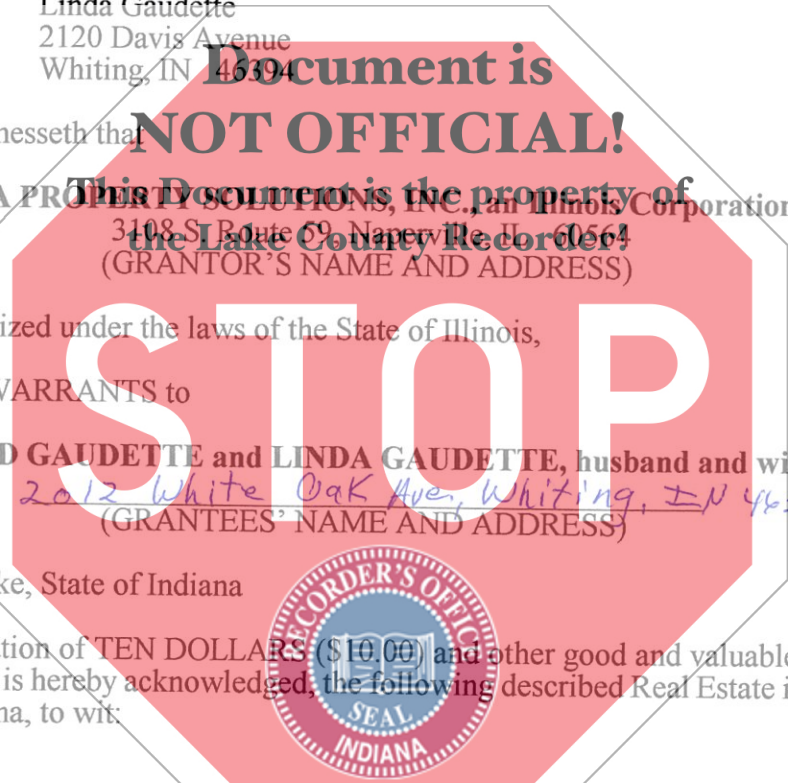 Linda Gaudette
2120 Davis Avenue
Whiting, IN 46394
Document is
NOT OFFICIAL!
nesseth that
This Document is the property of
the Lake County Recorder!
A PROPERTY SOLUTIONS, INC., an Illinois Corporation
3108 S. Route 59, Naperville, IL 60564
(GRANTOR'S NAME AND ADDRESS)
STOP
ized under the laws of the State of Illinois,
WARRANTS to
D GAUDETTE and LINDA GAUDETTE, husband and wi
2012 White Oak Ave, Whiting, IN 46
(GRANTEES' NAME AND ADDRESS)
ke, State of Indiana
RECORDER'S OFFICE
SEAL
INDIANA
tion of TEN DOLLARS ($10.00) and other good and valuable
is hereby acknowledged, the following described Real Estate i
na, to wit: